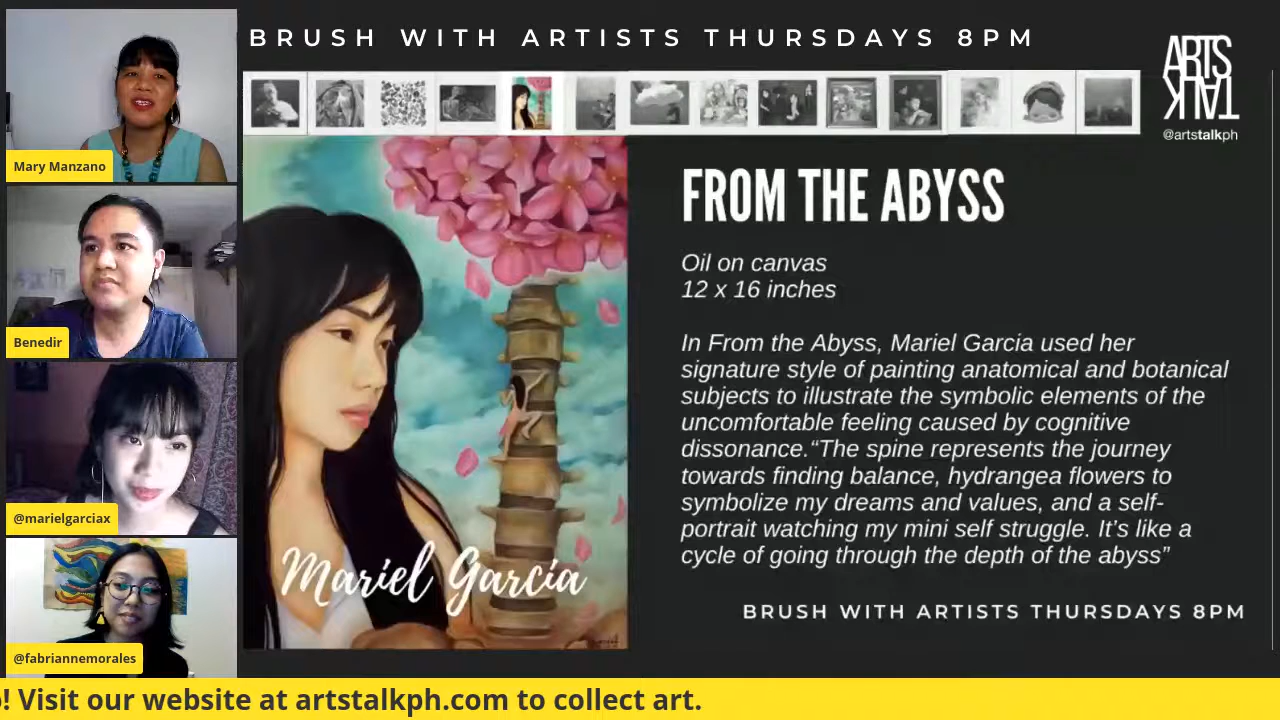 BRUSH WITH ARTISTS THURSDAYS 8PM
ARTS
TALK
@artstalkph
Mary Manzano
Benedir
@marielgarciax
@fabriannemorales
Mariel Garcia
FROM THE ABYSS
Oil on canvas
12 x 16 inches
In From the Abyss, Mariel Garcia used her
signature style of painting anatomical and botanical
subjects to illustrate the symbolic elements of the
uncomfortable feeling caused by cognitive
dissonance.“The spine represents the journey
towards finding balance, hydrangea flowers to
symbolize my dreams and values, and a self-
portrait watching my mini self struggle. It’s like a
cycle of going through the depth of the abyss”
BRUSH WITH ARTISTS THURSDAYS 8PM
! Visit our website at artstalkph.com to collect art.